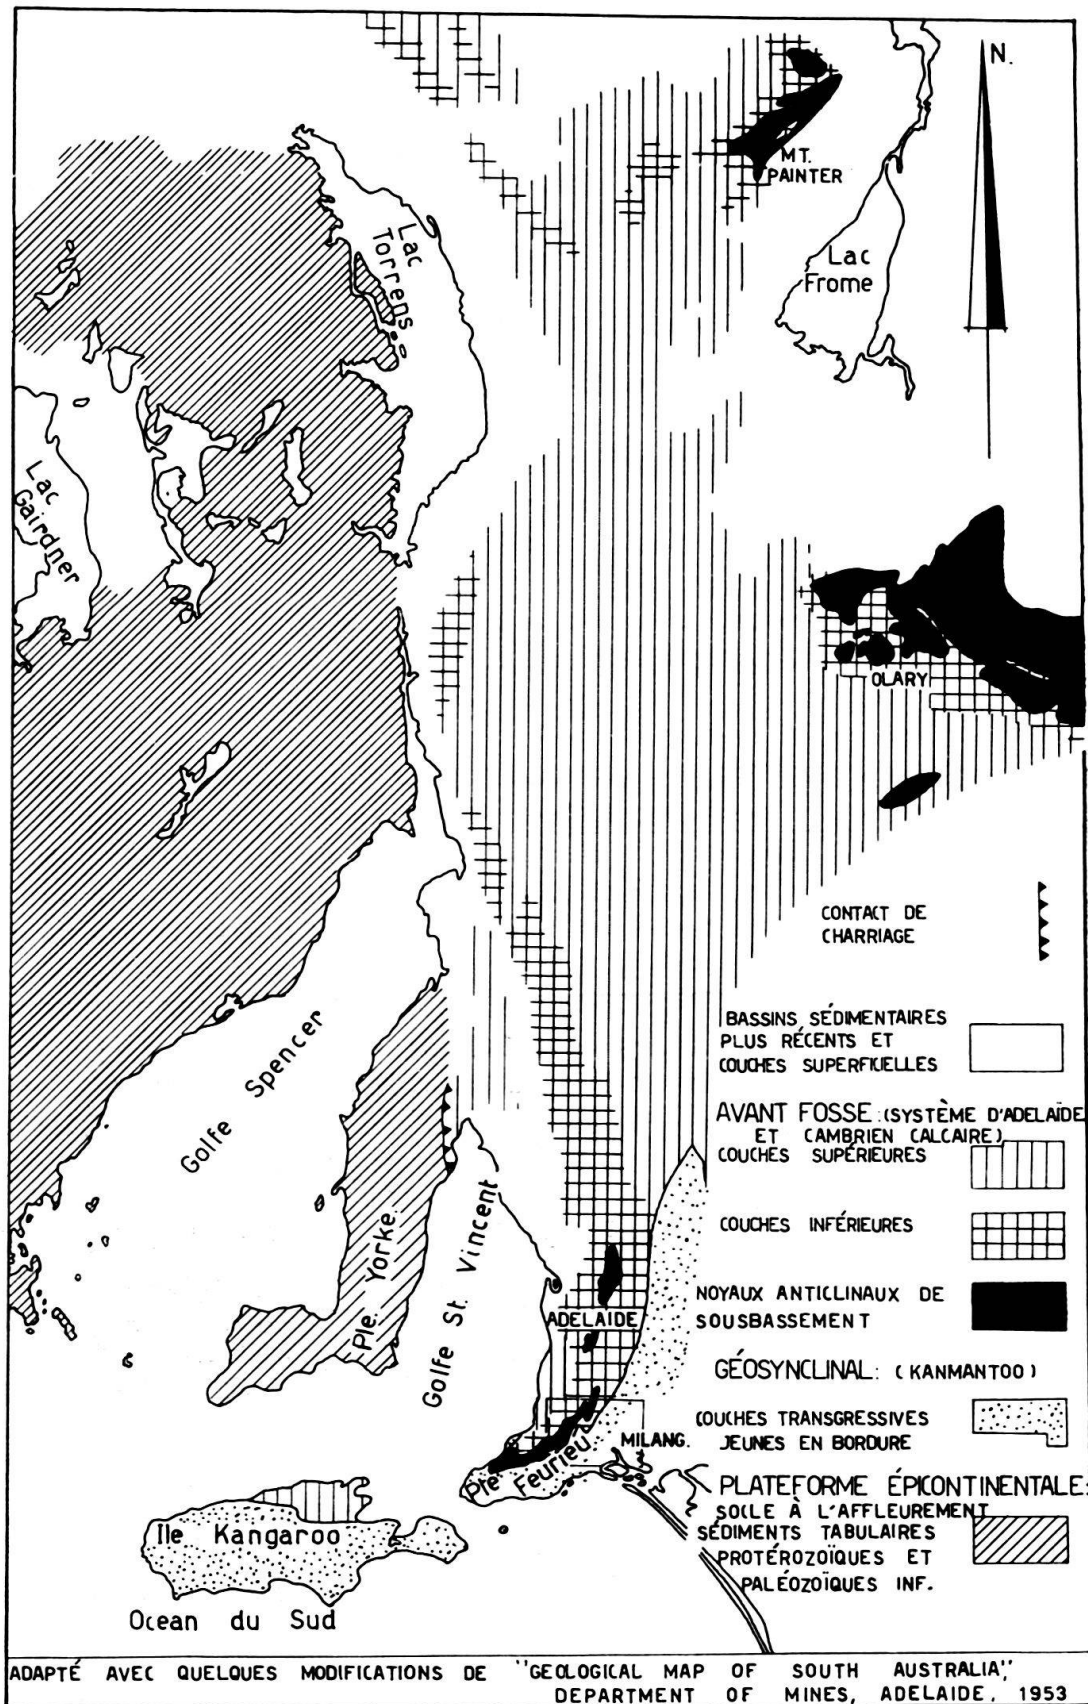 N.
MT.
PAINTER
Lac
Torrens
Lac
Frome
Lac
Gairdner
OLARY
CONTACT DE
CHARRIAGE
Golfe Spencer
BASSINS SÉDIMENTAIRES
PLUS RÉCENTS ET
COUCHES SUPERFICIELLES
AVANT FOSSE: (SYSTÈME D'ADELAÏDE
ET CAMBRIEN CALCAIRE)
COUCHES SUPÉRIEURES
COUCHES INFÉRIEURES
Ple. Yorke
Golfe St. Vincent
NOYAUX ANTICLINAUX DE
SOUSBASSEMENT
ADELAIDE
GÉOSYNCLINAL: (KANMANTOO)
COUCHES TRANSGRESSIVES
JEUNES EN BORDURE
MILANG.
Ple Feurieu
PLATEFORME ÉPICONTINENTALE:
SOCLE À L'AFFLEUREMENT
SÉDIMENTS TABULAIRES
PROTÉROZOÏQUES ET
PALÉOZOÏQUES INF.
Ile Kangaroo
Ocean du Sud
ADAPTÉ AVEC QUELQUES MODIFICATIONS DE "GEOLOGICAL MAP OF SOUTH AUSTRALIA",
DEPARTMENT OF MINES, ADELAIDE, 1953